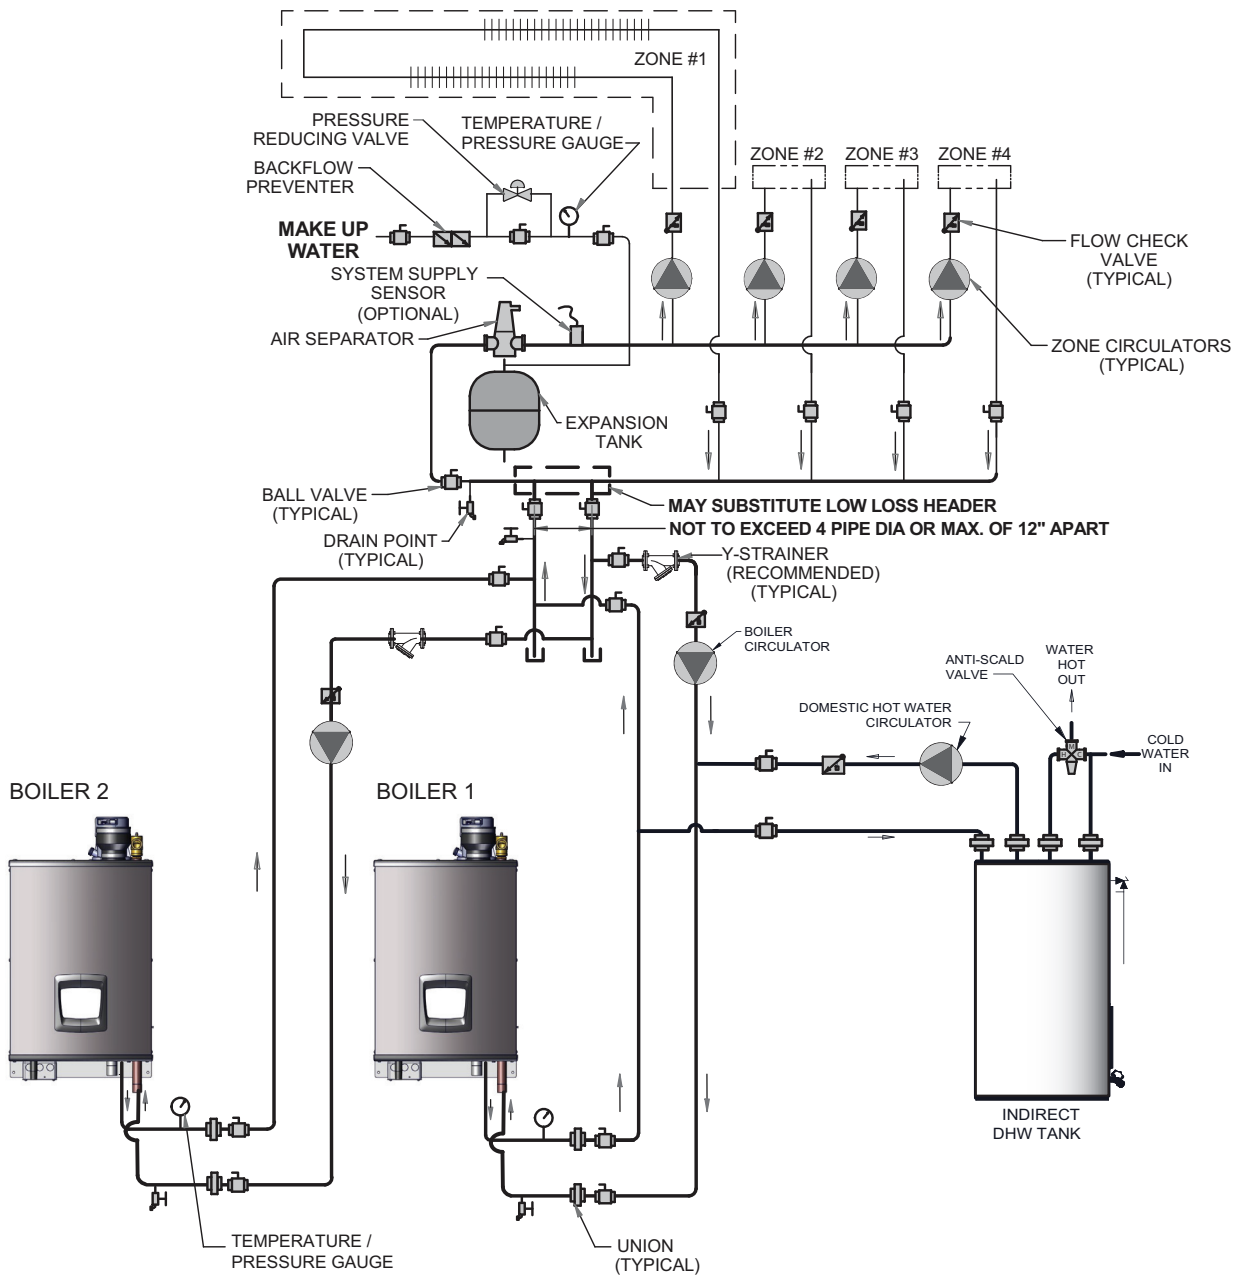 ZONE #1
PRESSURE
REDUCING VALVE
TEMPERATURE /
PRESSURE GAUGE
BACKFLOW
PREVENTER
ZONE #2
ZONE #3
ZONE #4
MAKE UP
WATER
FLOW CHECK
VALVE
(TYPICAL)
SYSTEM SUPPLY
SENSOR
(OPTIONAL)
AIR SEPARATOR
ZONE CIRCULATORS
(TYPICAL)
EXPANSION
TANK
BALL VALVE
(TYPICAL)
MAY SUBSTITUTE LOW LOSS HEADER
NOT TO EXCEED 4 PIPE DIA OR MAX. OF 12" APART
DRAIN POINT
(TYPICAL)
Y-STRAINER
(RECOMMENDED)
(TYPICAL)
BOILER
CIRCULATOR
WATER
HOT
OUT
ANTI-SCALD
VALVE
DOMESTIC HOT WATER
CIRCULATOR
M
H
C
COLD
WATER
IN
BOILER 2
BOILER 1
INDIRECT
DHW TANK
TEMPERATURE /
PRESSURE GAUGE
UNION
(TYPICAL)